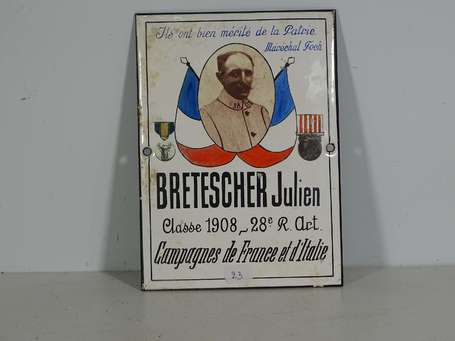 Ils ont bien mérité de la Patrie
Maréchal Foch
BRETESCHER Julien
Classe 1908 _ 28e R. Art.
Campagnes de France et d'Italie
23